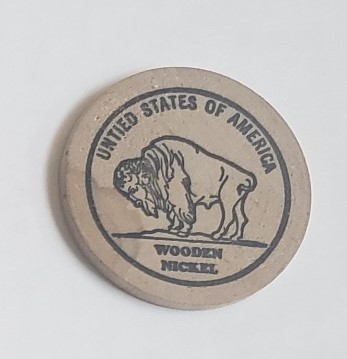 UNTIED STATES OF AMERICA
WOODEN
NICKEL